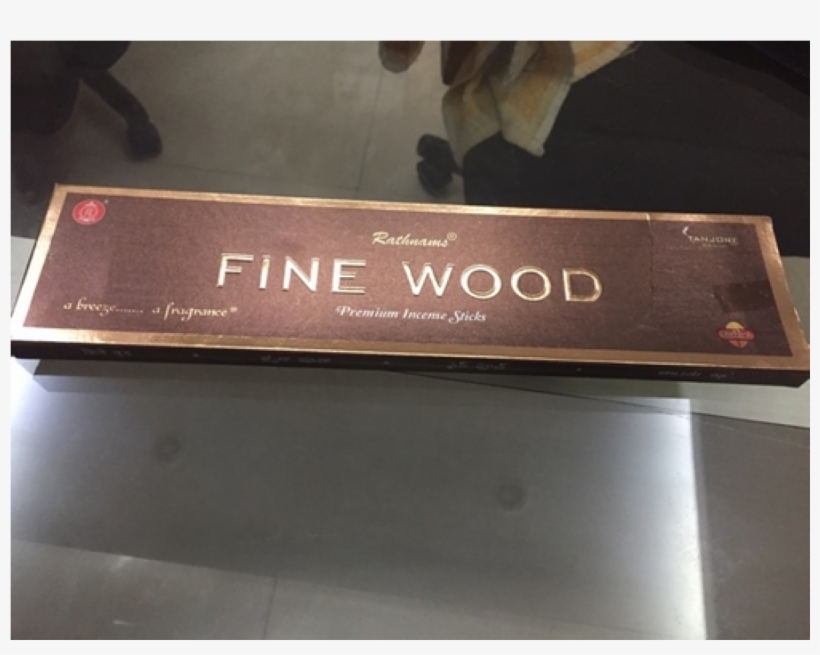 Rathnams®
TANJORE
FINE WOOD
a breeze....... a fragrance®
Premium Incense Sticks